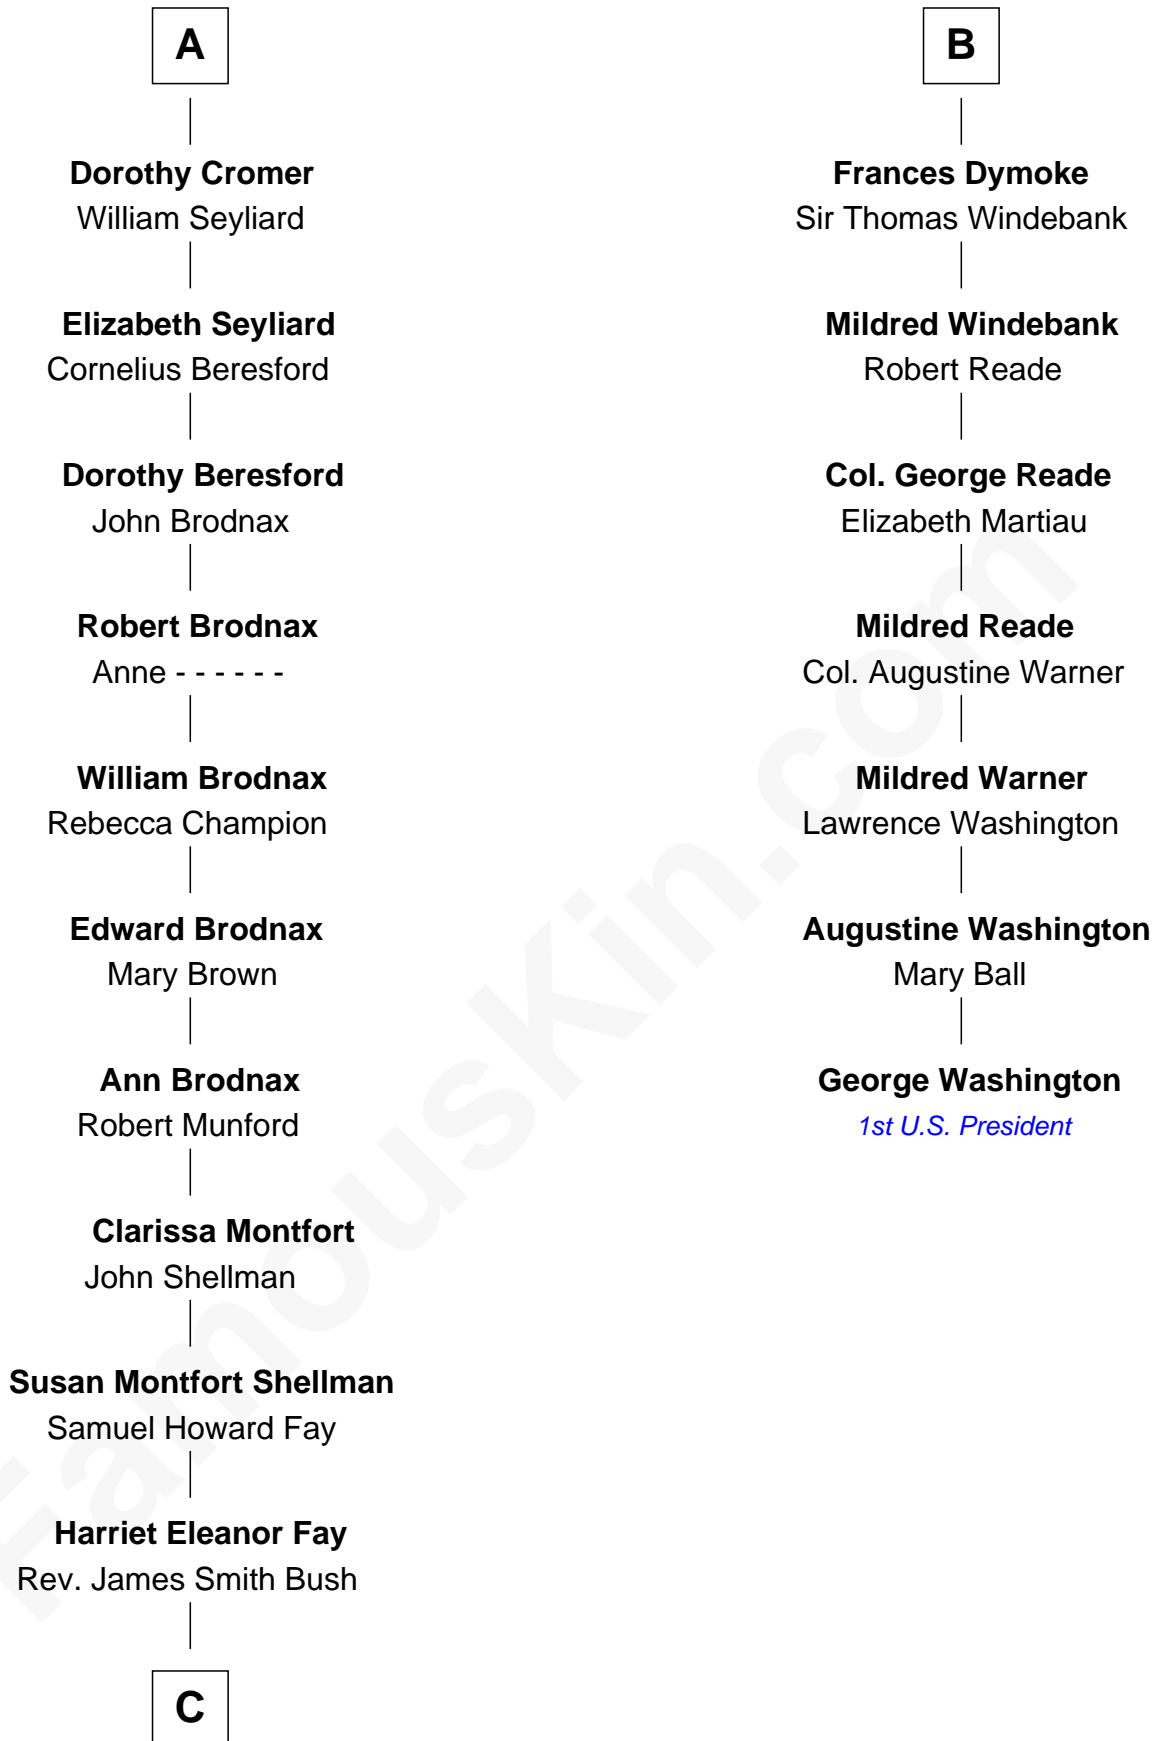 A
Dorothy Cromer
William Seyliard
Elizabeth Seyliard
Cornelius Beresford
Dorothy Beresford
John Brodnax
Robert Brodnax
Anne - - - - - -
William Brodnax
Rebecca Champion
Edward Brodnax
Mary Brown
Ann Brodnax
Robert Munford
Clarissa Montfort
John Shellman
Susan Montfort Shellman
Samuel Howard Fay
Harriet Eleanor Fay
Rev. James Smith Bush
C
B
Frances Dymoke
Sir Thomas Windebank
Mildred Windebank
Robert Reade
Col. George Reade
Elizabeth Martiau
Mildred Reade
Col. Augustine Warner
Mildred Warner
Lawrence Washington
Augustine Washington
Mary Ball
George Washington
1st U.S. President
FamousKin.com